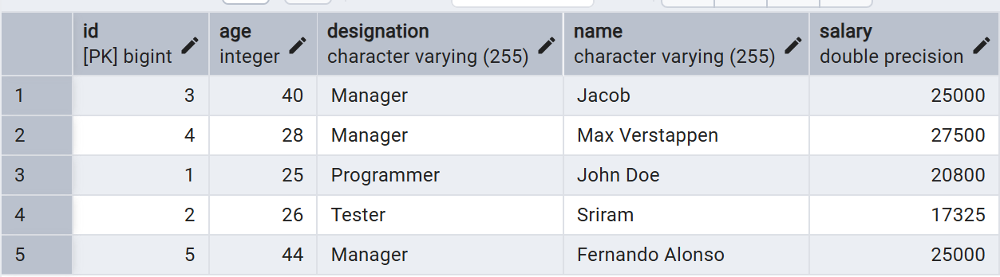 id age designation name salary
[PK] bigint integer character varying (255) character varying (255) double precision
1 3 40 Manager Jacob 25000
2 4 28 Manager Max Verstappen 27500
3 1 25 Programmer John Doe 20800
4 2 26 Tester Sriram 17325
5 5 44 Manager Fernando Alonso 25000